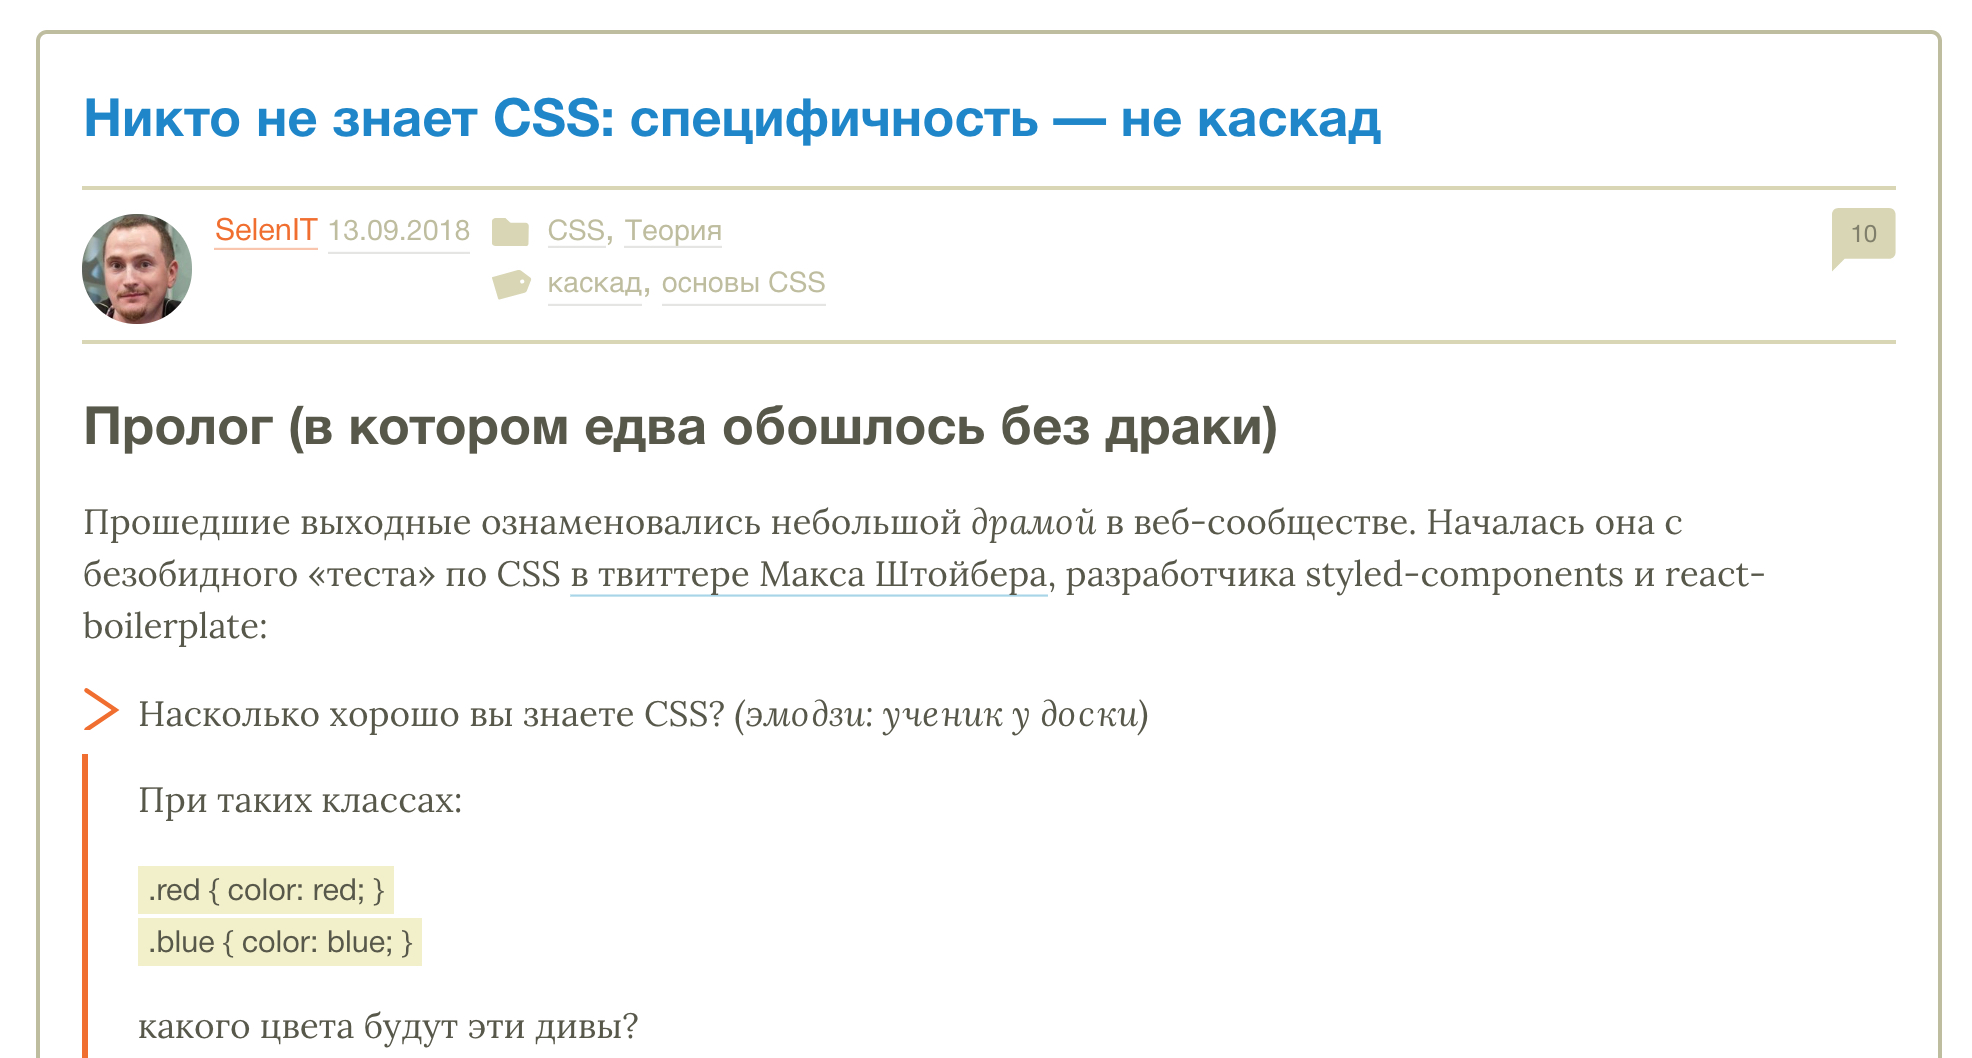 Никто не знает CSS: специфичность — не каскад
SelenIT 13.09.2018 CSS, Теория
10
каскад, основы CSS
Пролог (в котором едва обошлось без драки)
Прошедшие выходные ознаменовались небольшой драмой в веб-сообществе. Началась она с
безобидного «теста» по CSS в твиттере Макса Штойбера, разработчика styled-components и react-
boilerplate:
Насколько хорошо вы знаете CSS? (эмодзи: ученик у доски)
При таких классах:
.red { color: red; }
.blue { color: blue; }
какого цвета будут эти дивы?